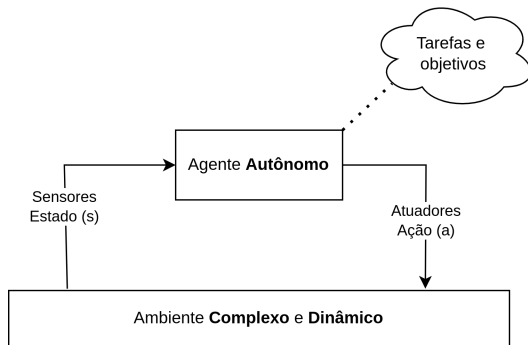 Tarefas e
objetivos
Agente Autônomo
Sensores
Estado (s)
Atuadores
Ação (a)
Ambiente Complexo e Dinâmico